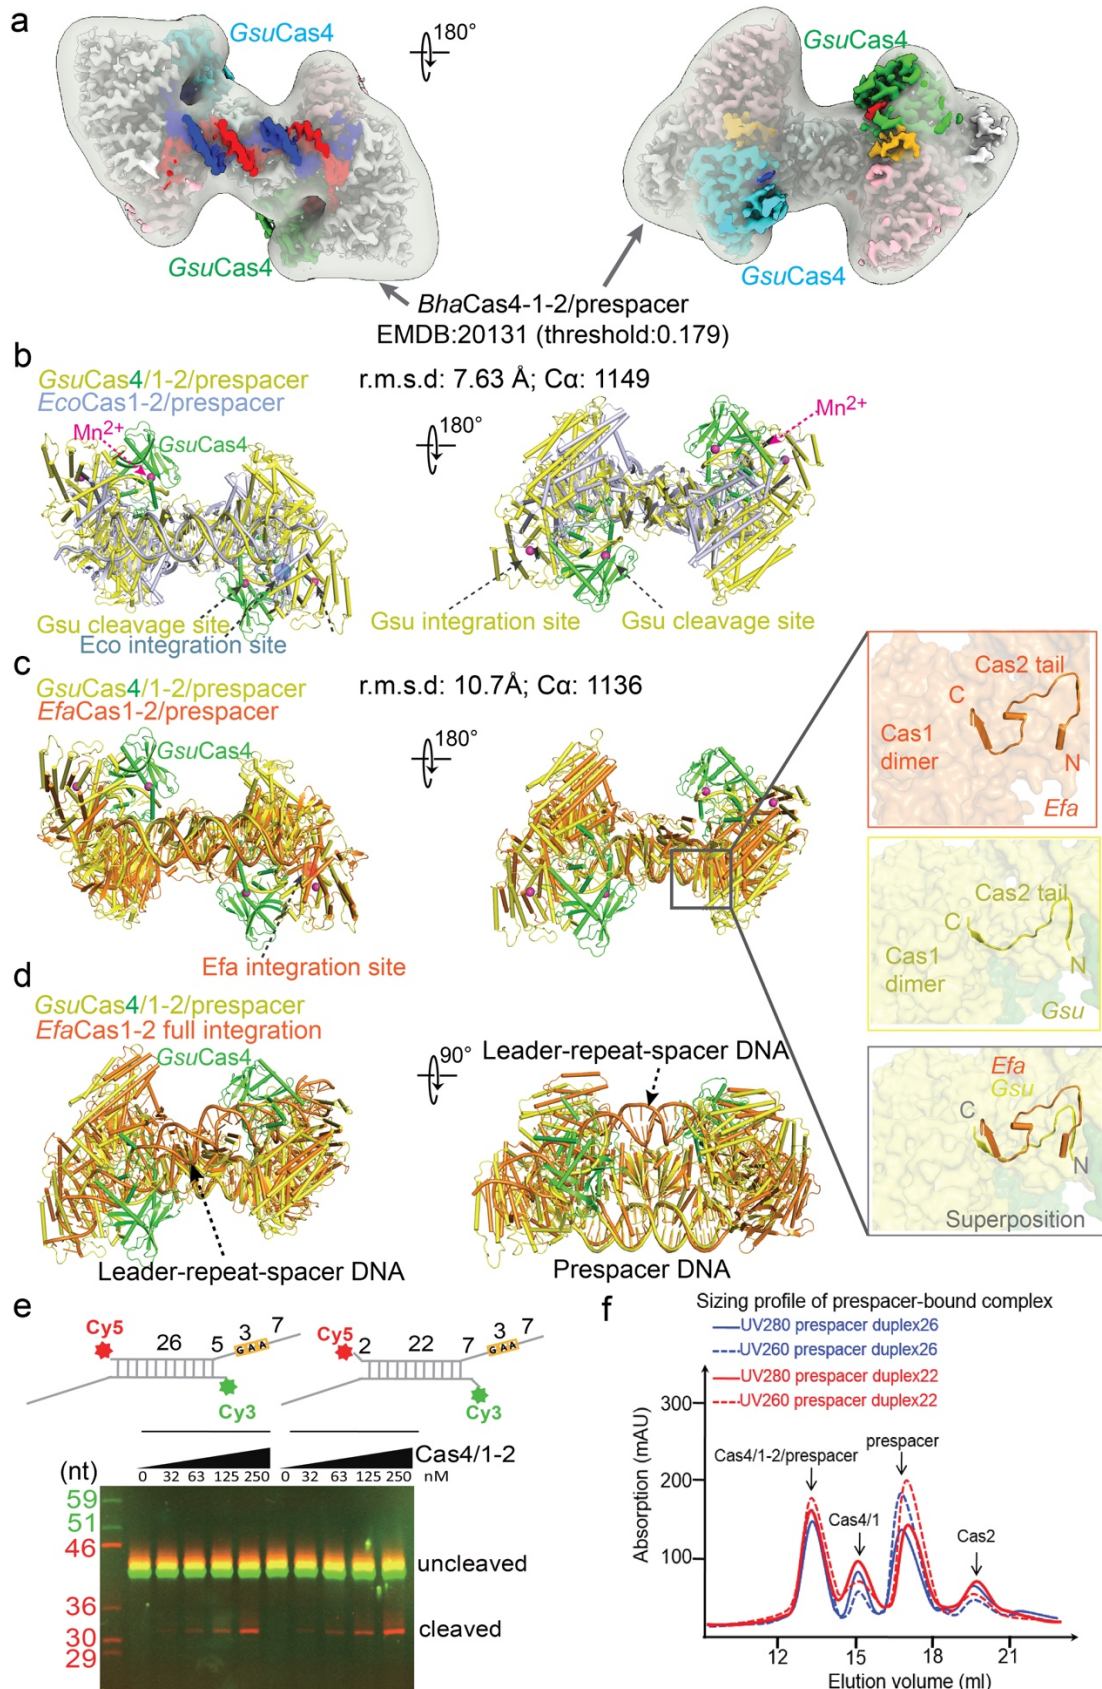 a
GsuCas4
180°
GsuCas4
GsuCas4
GsuCas4
BhaCas4-1-2/prespacer
EMDB:20131 (threshold:0.179)
b
GsuCas4/1-2/prespacer
EcoCas1-2/prespacer
r.m.s.d: 7.63 Å; Cα: 1149
Mn2+
GsuCas4
180°
Mn2+
Gsu cleavage site
Eco integration site
Gsu integration site
Gsu cleavage site
c
GsuCas4/1-2/prespacer
EfaCas1-2/prespacer
r.m.s.d: 10.7Å; Cα: 1136
GsuCas4
180°
Efa integration site
Cas2 tail
C
Cas1
dimer
N
Efa
Cas2 tail
C
Cas1
dimer
N
Gsu
Efa
Gsu
C
N
Superposition
d
GsuCas4/1-2/prespacer
EfaCas1-2 full integration
GsuCas4
90°
Leader-repeat-spacer DNA
Leader-repeat-spacer DNA
Prespacer DNA
e
Cy5
26
5
3
7
GAA
Cy3
Cy5
2
22
7
3
7
GAA
Cy3
Cas4/1-2
(nt)
0 32 63 125 250 0 32 63 125 250 nM
59
51
46
36
30
29
uncleaved
cleaved
f
Sizing profile of prespacer-bound complex
UV280 prespacer duplex26
UV260 prespacer duplex26
UV280 prespacer duplex22
UV260 prespacer duplex22
Absorption (mAU)
300
200
100
Cas4/1-2/prespacer
prespacer
Cas4/1
Cas2
12 15 18 21
Elution volume (ml)